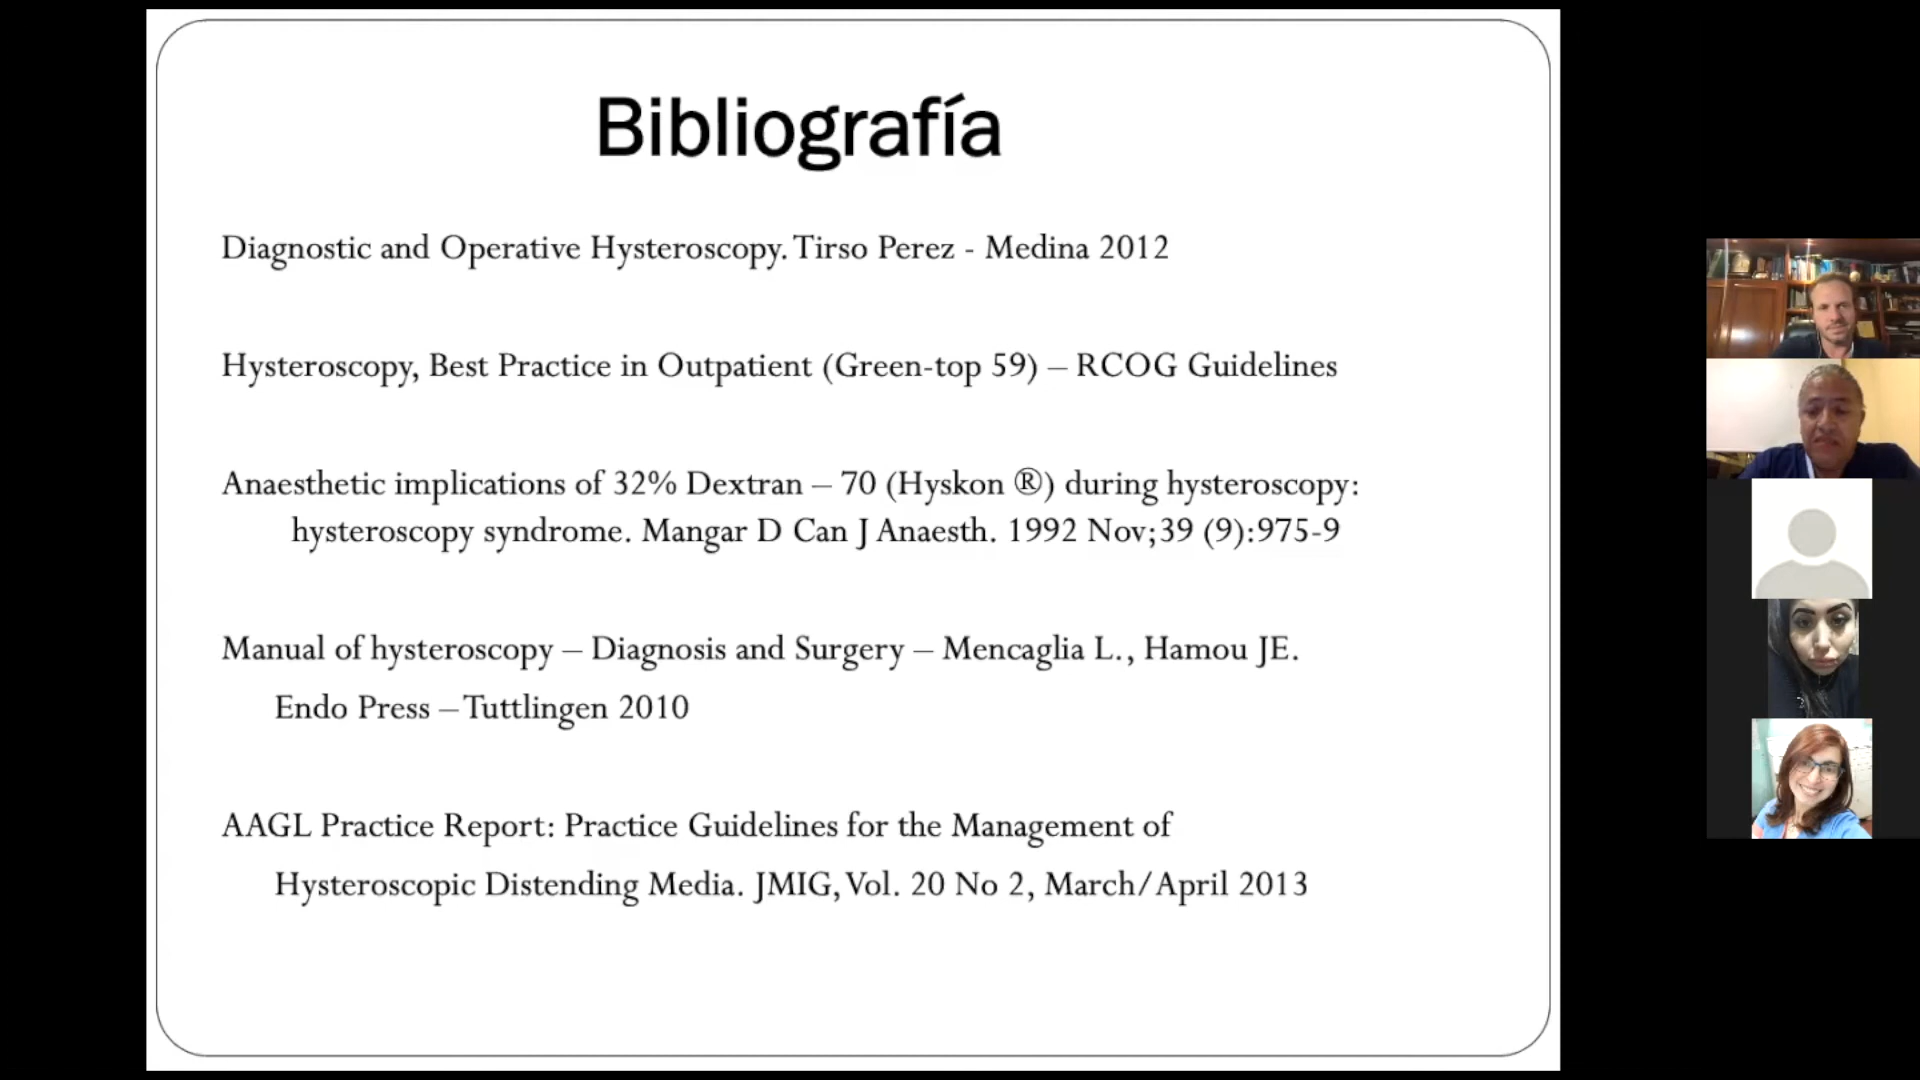 Bibliografía
Diagnostic and Operative Hysteroscopy. Tirso Perez - Medina 2012
Hysteroscopy, Best Practice in Outpatient (Green-top 59) – RCOG Guidelines
Anaesthetic implications of 32% Dextran – 70 (Hyskon ®) during hysteroscopy:
hysteroscopy syndrome. Mangar D Can J Anaesth. 1992 Nov;39 (9):975-9
Manual of hysteroscopy – Diagnosis and Surgery – Mencaglia L., Hamou JE.
Endo Press – Tuttlingen 2010
AAGL Practice Report: Practice Guidelines for the Management of
Hysteroscopic Distending Media. JMIG, Vol. 20 No 2, March/April 2013